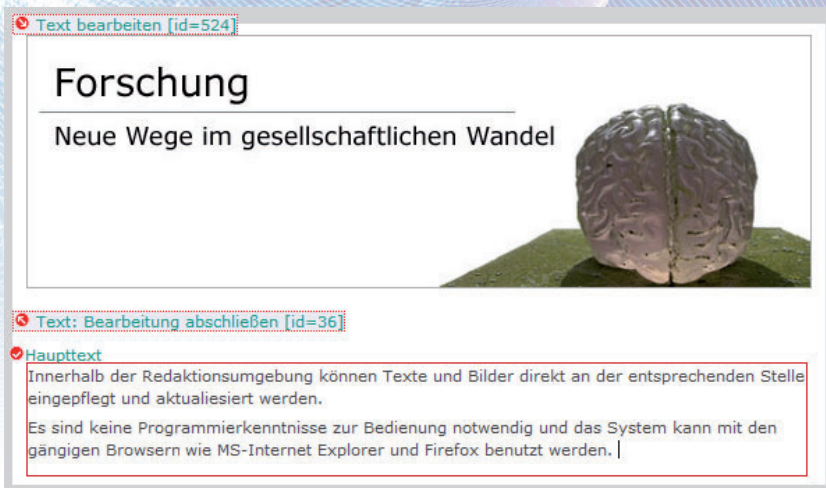 Text bearbeiten [id=524]
Forschung
Neue Wege im gesellschaftlichen Wandel
Text: Bearbeitung abschließen [id=36]
Haupttext
Innerhalb der Redaktionsumgebung können Texte und Bilder direkt an der entsprechenden Stelle
eingepflegt und aktualiesiert werden.
Es sind keine Programmierkenntnisse zur Bedienung notwendig und das System kann mit den
gängigen Browsern wie MS-Internet Explorer und Firefox benutzt werden.